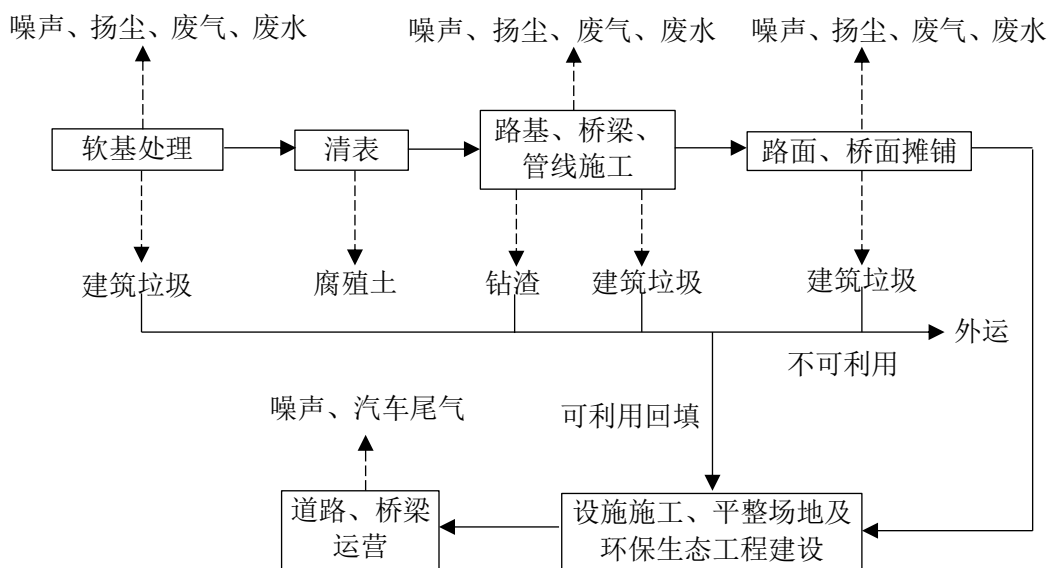 噪声、扬尘、废气、废水
噪声、扬尘、废气、废水
噪声、扬尘、废气、废水
软基处理
清表
路基、桥梁、
管线施工
路面、桥面摊铺
建筑垃圾
腐殖土
钻渣
建筑垃圾
建筑垃圾
外运
不可利用
噪声、汽车尾气
可利用回填
道路、桥梁
运营
设施施工、平整场地及
环保生态工程建设